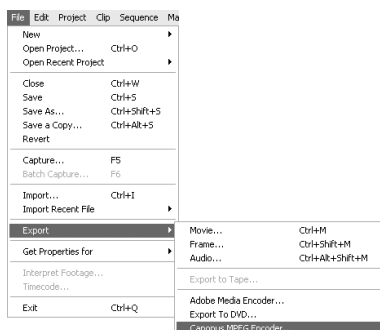 File Edit Project Clip Sequence Ma
New
Open Project... Ctrl+O
Open Recent Project
Close Ctrl+W
Save Ctrl+S
Save As... Ctrl+Shift+S
Save a Copy... Ctrl+Alt+S
Revert
Capture... F5
Batch Capture... F6
Import... Ctrl+I
Import Recent File
Export
Get Properties for
Interpret Footage...
Timecode...
Exit Ctrl+Q
Movie... Ctrl+M
Frame... Ctrl+Shift+M
Audio... Ctrl+Alt+Shift+M
Export to Tape...
Adobe Media Encoder...
Export To DVD...
Canopus MPEG Encoder